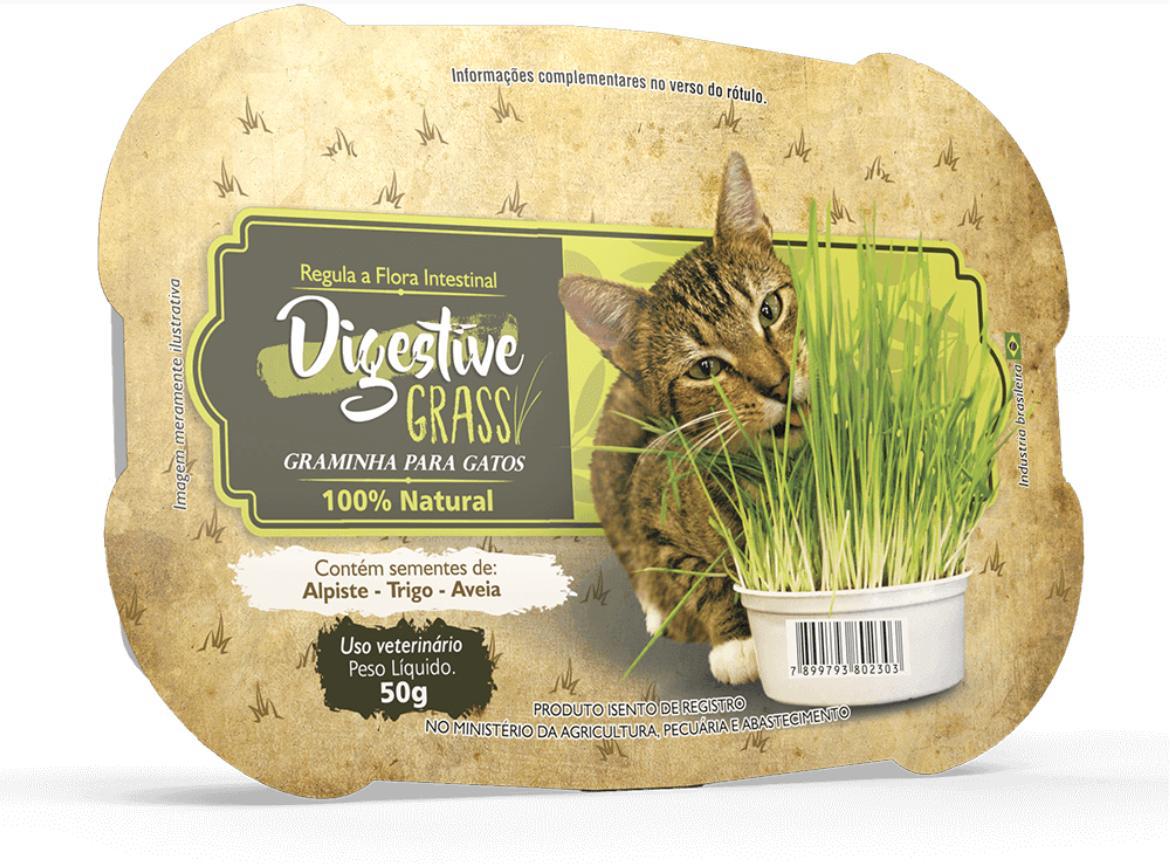 Informações complementares no verso do rótulo.
Regula a Flora Intestinal
Digestive
GRASS
GRAMINHA PARA GATOS
100% Natural
Imagem meramente ilustrativa
Industria brasileira
Contém sementes de:
Alpiste - Trigo - Aveia
Uso veterinário
Peso Líquido.
50g
7 899793 802303
PRODUTO ISENTO DE REGISTRO
NO MINISTÉRIO DA AGRICULTURA, PECUÁRIA E ABASTECIMENTO